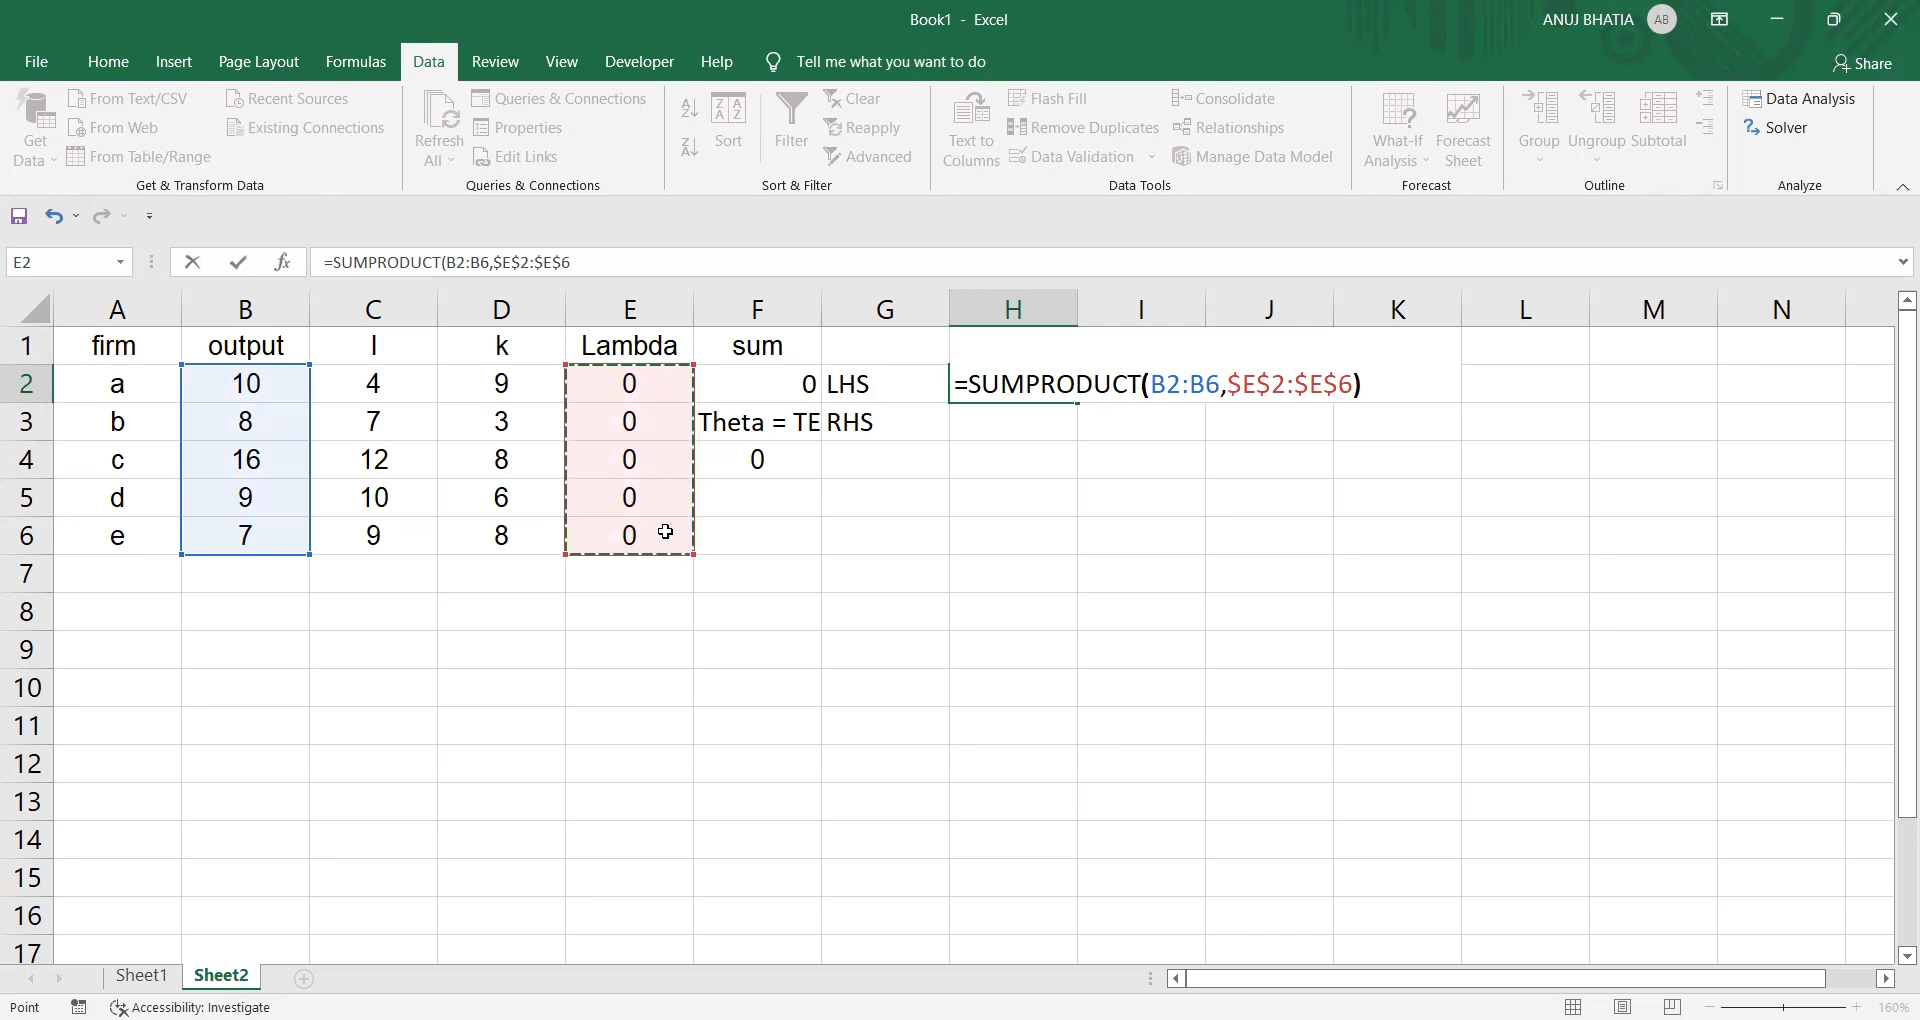 Book1 - Excel
ANUJ BHATIA AB
File Home Insert Page Layout Formulas Data Review View Developer Help Tell me what you want to do Share
Get Data
From Text/CSV
From Web
From Table/Range
Recent Sources
Existing Connections
Get & Transform Data
Refresh All
Queries & Connections
Properties
Edit Links
Queries & Connections
Sort
Filter
Clear
Reapply
Advanced
Sort & Filter
Text to Columns
Flash Fill
Remove Duplicates
Data Validation
Consolidate
Relationships
Manage Data Model
Data Tools
What-If Analysis
Forecast Sheet
Forecast
Group
Ungroup
Subtotal
Outline
Data Analysis
Solver
Analyze
E2 fx =SUMPRODUCT(B2:B6,$E$2:$E$6
A B C D E F G H I J K L M N
1 firm output l k Lambda sum
2 a 10 4 9 0 0 LHS =SUMPRODUCT(B2:B6,$E$2:$E$6)
3 b 8 7 3 0 Theta = TE RHS
4 c 16 12 8 0 0
5 d 9 10 6 0
6 e 7 9 8 0
7
8
9
10
11
12
13
14
15
16
17
Sheet1 Sheet2
Point Accessibility: Investigate 160%